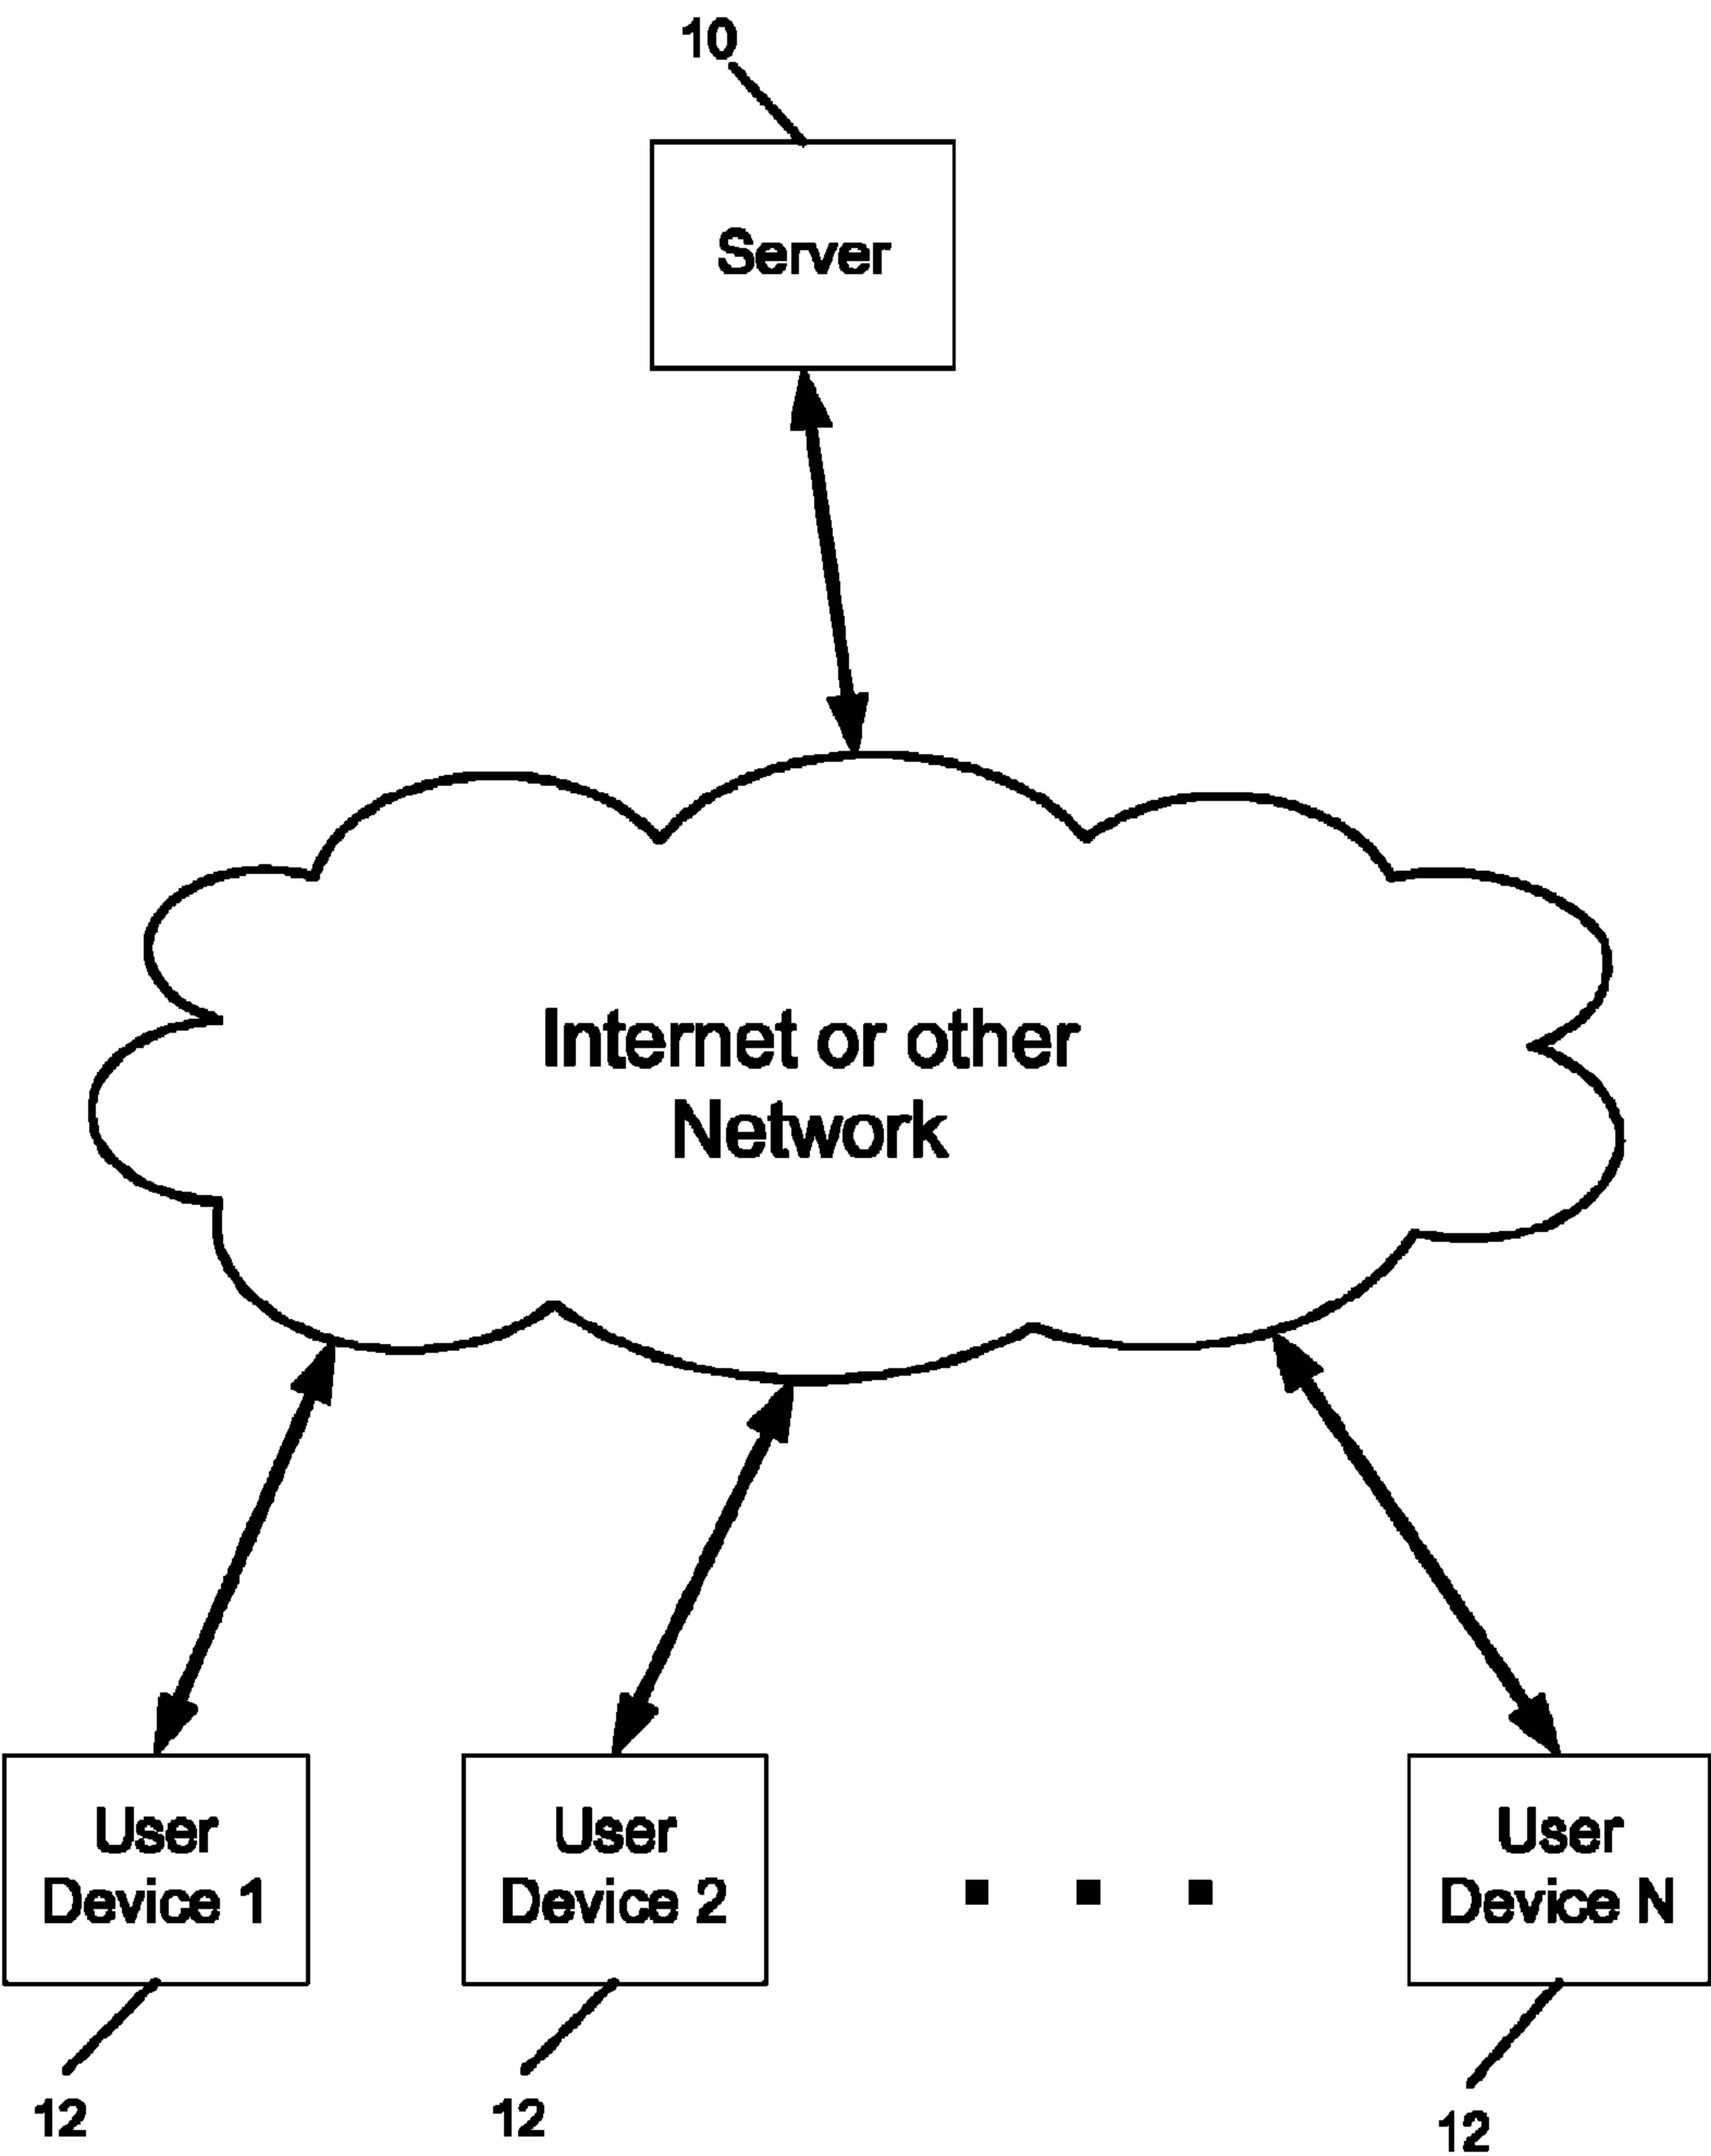 10
Server
Internet or other
Network
User
Device 1
User
Device 2
User
Device N
12
12
12